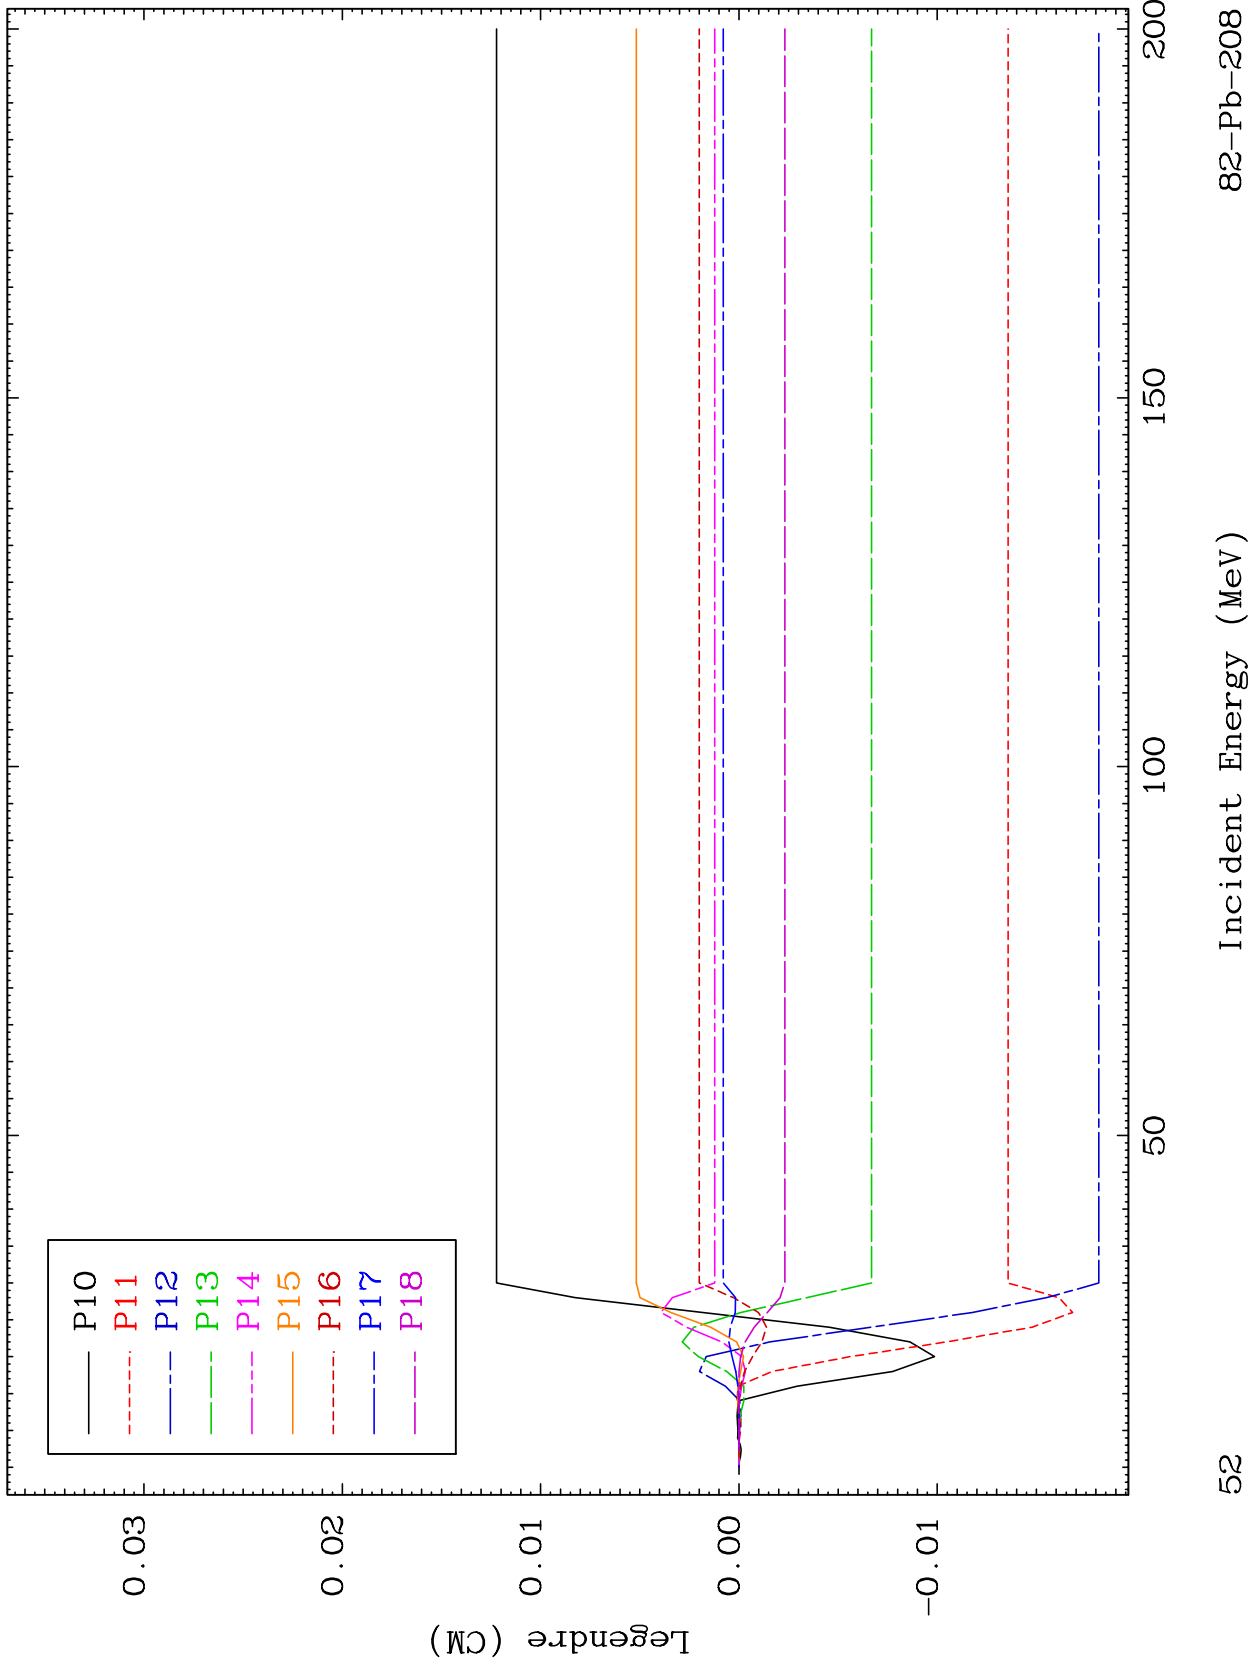 P10
P11
P12
P13
P14
P15
P16
P17
P18
0.03
0.02
0.01
0.00
-0.01
Legendre (CM)
50
100
150
200
Incident Energy (MeV)
52
82-Pb-208